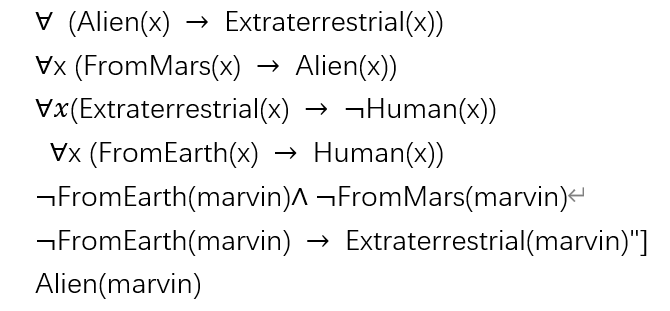 ∀ (Alien(x) → Extraterrestrial(x))
∀x (FromMars(x) → Alien(x))
∀𝑥(Extraterrestrial(x) → ¬Human(x))
∀x (FromEarth(x) → Human(x))
¬FromEarth(marvin)∧ ¬FromMars(marvin)↵
¬FromEarth(marvin) → Extraterrestrial(marvin)"]
Alien(marvin)